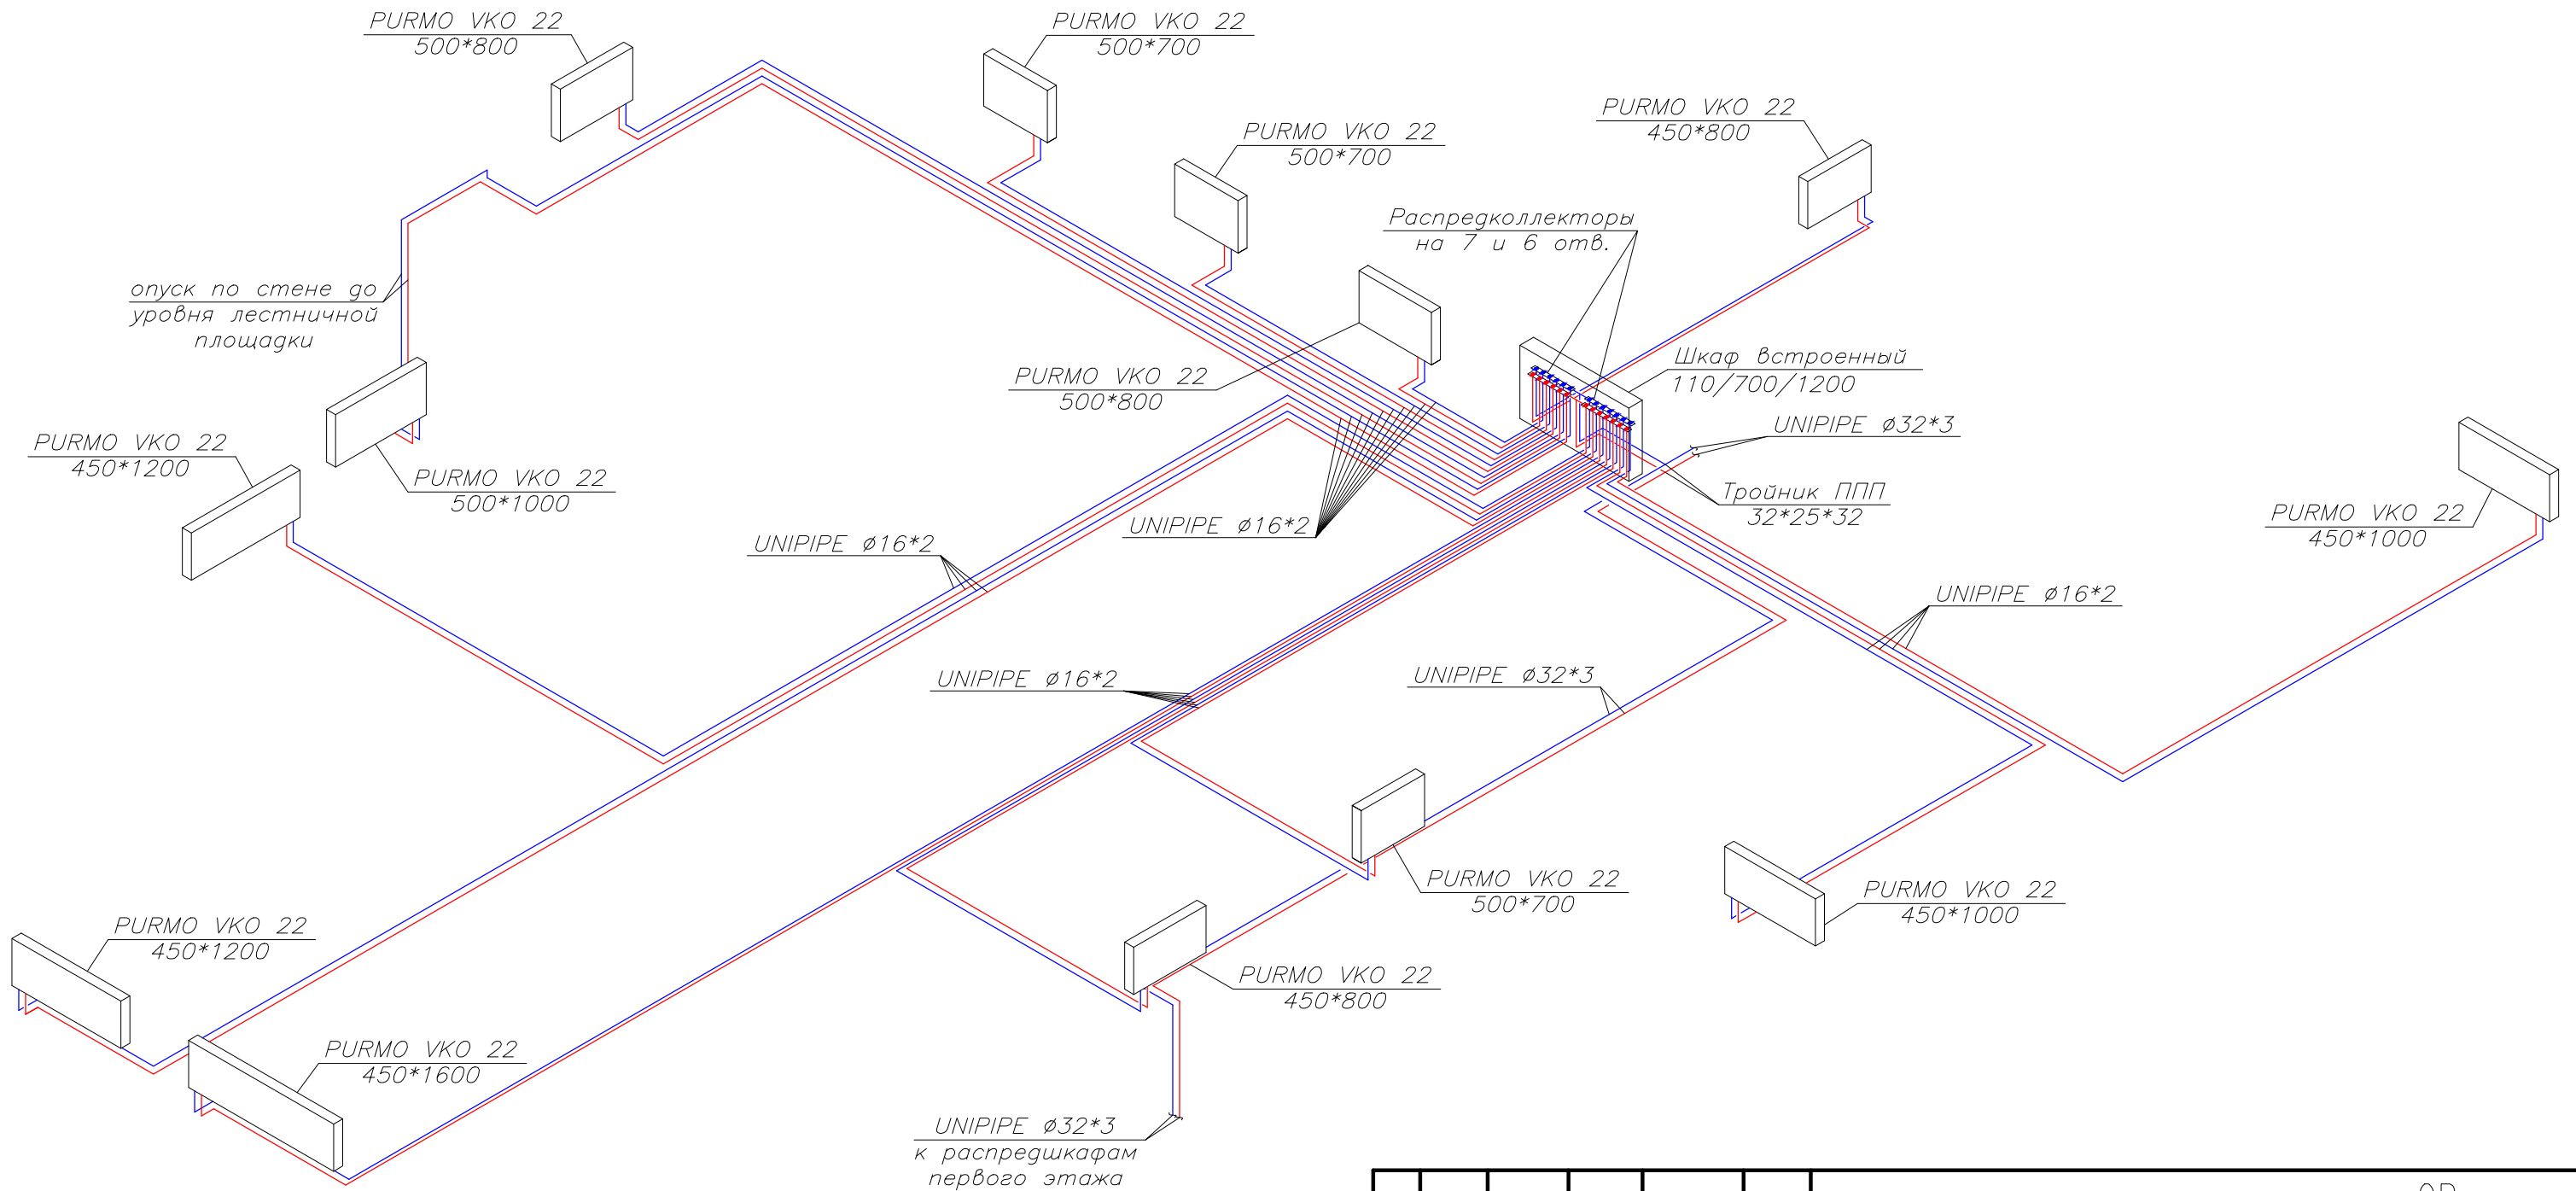 PURMO VKO 22
500*800
PURMO VKO 22
500*700
PURMO VKO 22
450*800
PURMO VKO 22
500*700
Распредколлекторы
на 7 и 6 отв.
опуск по стене до
уровня лестничной
площадки
Шкаф встроенный
110/700/1200
PURMO VKO 22
500*800
UNIPIPE ø32*3
PURMO VKO 22
450*1200
PURMO VKO 22
500*1000
Тройник ППП
32*25*32
PURMO VKO 22
450*1000
UNIPIPE ø16*2
UNIPIPE ø16*2
UNIPIPE ø16*2
UNIPIPE ø16*2
UNIPIPE ø32*3
PURMO VKO 22
500*700
PURMO VKO 22
450*1000
PURMO VKO 22
450*1200
PURMO VKO 22
450*800
PURMO VKO 22
450*1600
UNIPIPE ø32*3
к распредшкафам
первого этажа